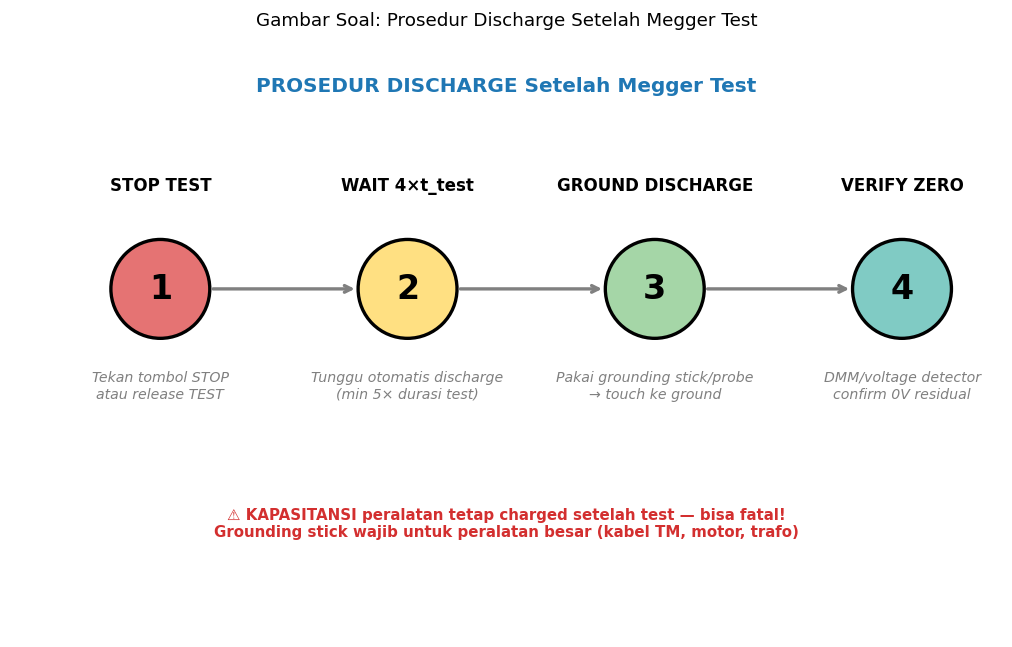 Gambar Soal: Prosedur Discharge Setelah Megger Test
PROSEDUR DISCHARGE Setelah Megger Test
STOP TEST
WAIT 4×t_test
GROUND DISCHARGE
VERIFY ZERO
1
2
3
4
Tekan tombol STOP
atau release TEST
Tunggu otomatis discharge
(min 5× durasi test)
Pakai grounding stick/probe
→ touch ke ground
DMM/voltage detector
confirm 0V residual
⚠ KAPASITANSI peralatan tetap charged setelah test — bisa fatal!
Grounding stick wajib untuk peralatan besar (kabel TM, motor, trafo)